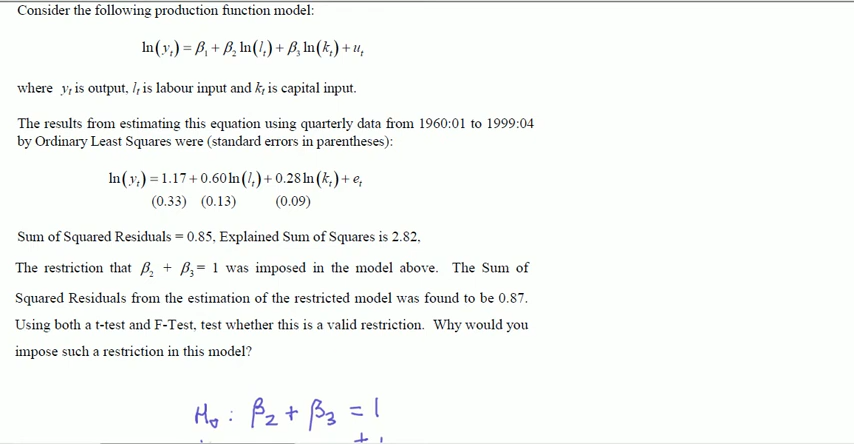 Consider the following production function model:
ln(yₜ) = β₁ + β₂ ln(lₜ) + β₃ ln(kₜ) + uₜ
where yₜ is output, lₜ is labour input and kₜ is capital input.
The results from estimating this equation using quarterly data from 1960:01 to 1999:04
by Ordinary Least Squares were (standard errors in parentheses):
ln(yₜ) = 1.17 + 0.60 ln(lₜ) + 0.28 ln(kₜ) + eₜ
(0.33) (0.13) (0.09)
Sum of Squared Residuals = 0.85, Explained Sum of Squares is 2.82,
The restriction that β₂ + β₃ = 1 was imposed in the model above. The Sum of
Squared Residuals from the estimation of the restricted model was found to be 0.87.
Using both a t-test and F-Test, test whether this is a valid restriction. Why would you
impose such a restriction in this model?
H₀ : β₂ + β₃ = 1